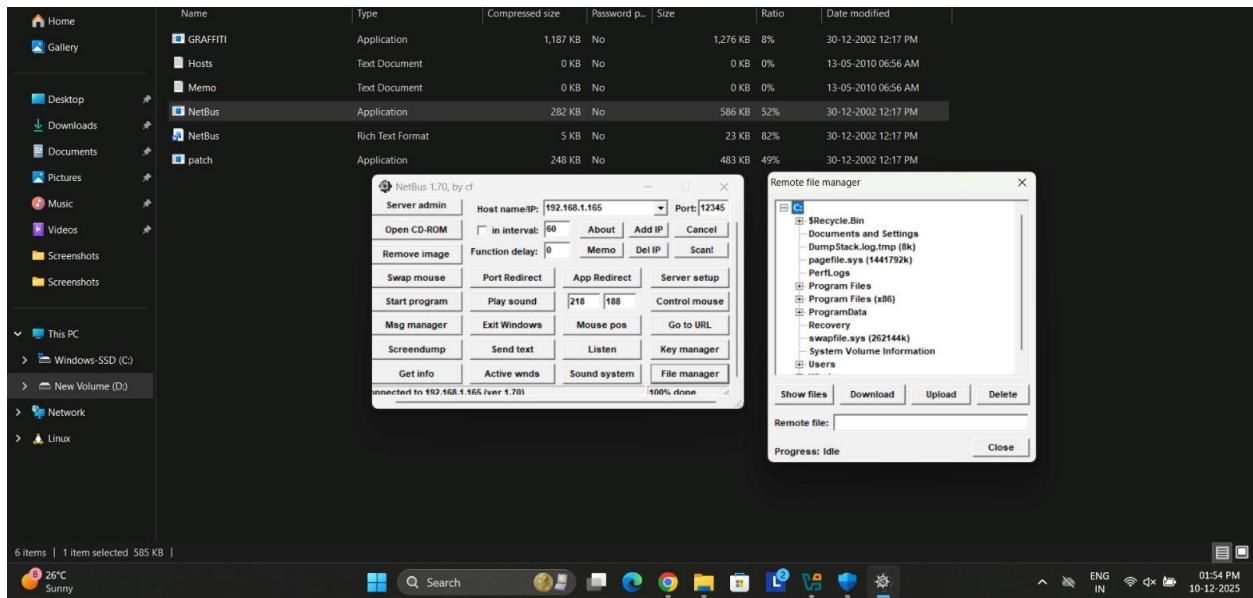 Name Type Compressed size Password p... Size Ratio Date modified
Home
Gallery
Desktop
Downloads
Documents
Pictures
Music
Videos
Screenshots
Screenshots
This PC
Windows-SSD (C:)
New Volume (D:)
Network
Linux
GRAFFITI Application 1,187 KB No 1,276 KB 8% 30-12-2002 12:17 PM
Hosts Text Document 0 KB No 0 KB 0% 13-05-2010 06:56 AM
Memo Text Document 0 KB No 0 KB 0% 13-05-2010 06:56 AM
NetBus Application 282 KB No 586 KB 52% 30-12-2002 12:17 PM
NetBus Rich Text Format 5 KB No 23 KB 82% 30-12-2002 12:17 PM
patch Application 248 KB No 483 KB 49% 30-12-2002 12:17 PM
NetBus 1.70, by cf
Server admin Host name/IP: 192.168.1.165 Port: 12345
Open CD-ROM in interval: 60 About Add IP Cancel
Remove image Function delay: 0 Memo Del IP Scan!
Swap mouse Port Redirect App Redirect Server setup
Start program Play sound 218 188 Control mouse
Msg manager Exit Windows Mouse pos Go to URL
Screendump Send text Listen Key manager
Get info Active wnds Sound system File manager
onnected to 192.168.1.165 (ver 1.70) 100% done
Remote file manager
C:
$Recycle.Bin
Documents and Settings
DumpStack.log.tmp (8k)
pagefile.sys (1441792k)
PerfLogs
Program Files
Program Files (x86)
ProgramData
Recovery
swapfile.sys (262144k)
System Volume Information
Users
Show files Download Upload Delete
Remote file:
Progress: Idle Close
6 items | 1 item selected 585 KB |
8 26°C
Sunny
Search
2
ENG
IN
01:54 PM
10-12-2025